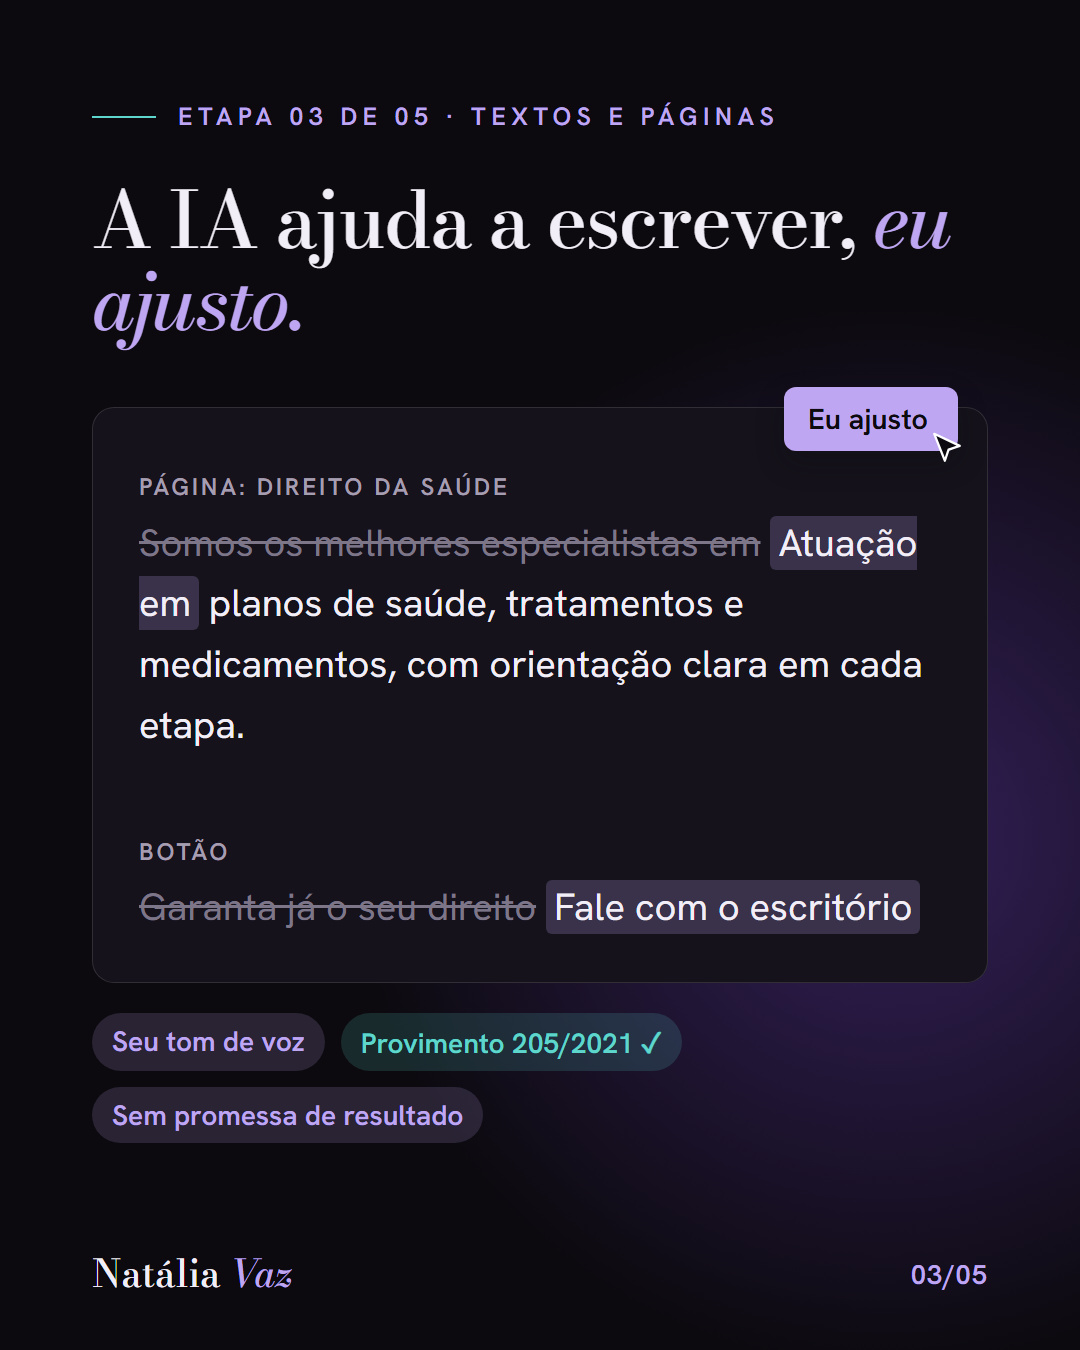 ETAPA 03 DE 05 · TEXTOS E PÁGINAS
A IA ajuda a escrever, eu
ajusto.
Eu ajusto
PÁGINA: DIREITO DA SAÚDE
Somos os melhores especialistas em Atuação
em planos de saúde, tratamentos e
medicamentos, com orientação clara em cada
etapa.
BOTÃO
Garanta já o seu direito Fale com o escritório
Seu tom de voz Provimento 205/2021 ✓
Sem promessa de resultado
Natália Vaz 03/05